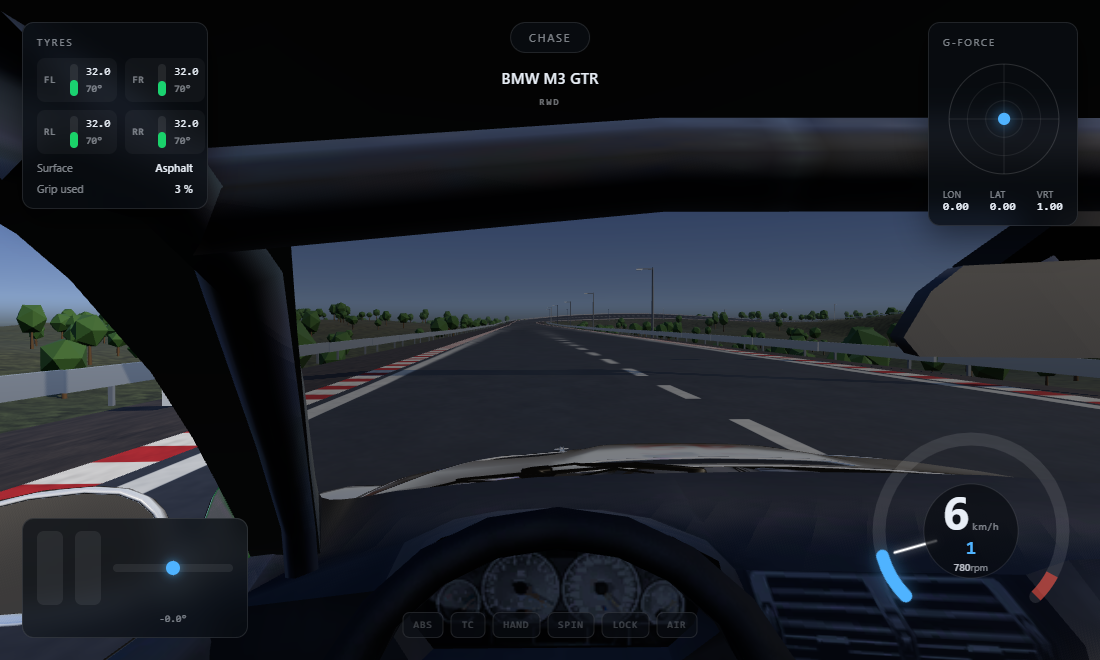 TYRES
FL 32.0 70° FR 32.0 70°
RL 32.0 70° RR 32.0 70°
Surface Asphalt
Grip used 3 %
CHASE
BMW M3 GTR
RWD
G-FORCE
LON LAT VRT
0.00 0.00 1.00
-0.0°
ABS TC HAND SPIN LOCK AIR
6 km/h
1
780rpm